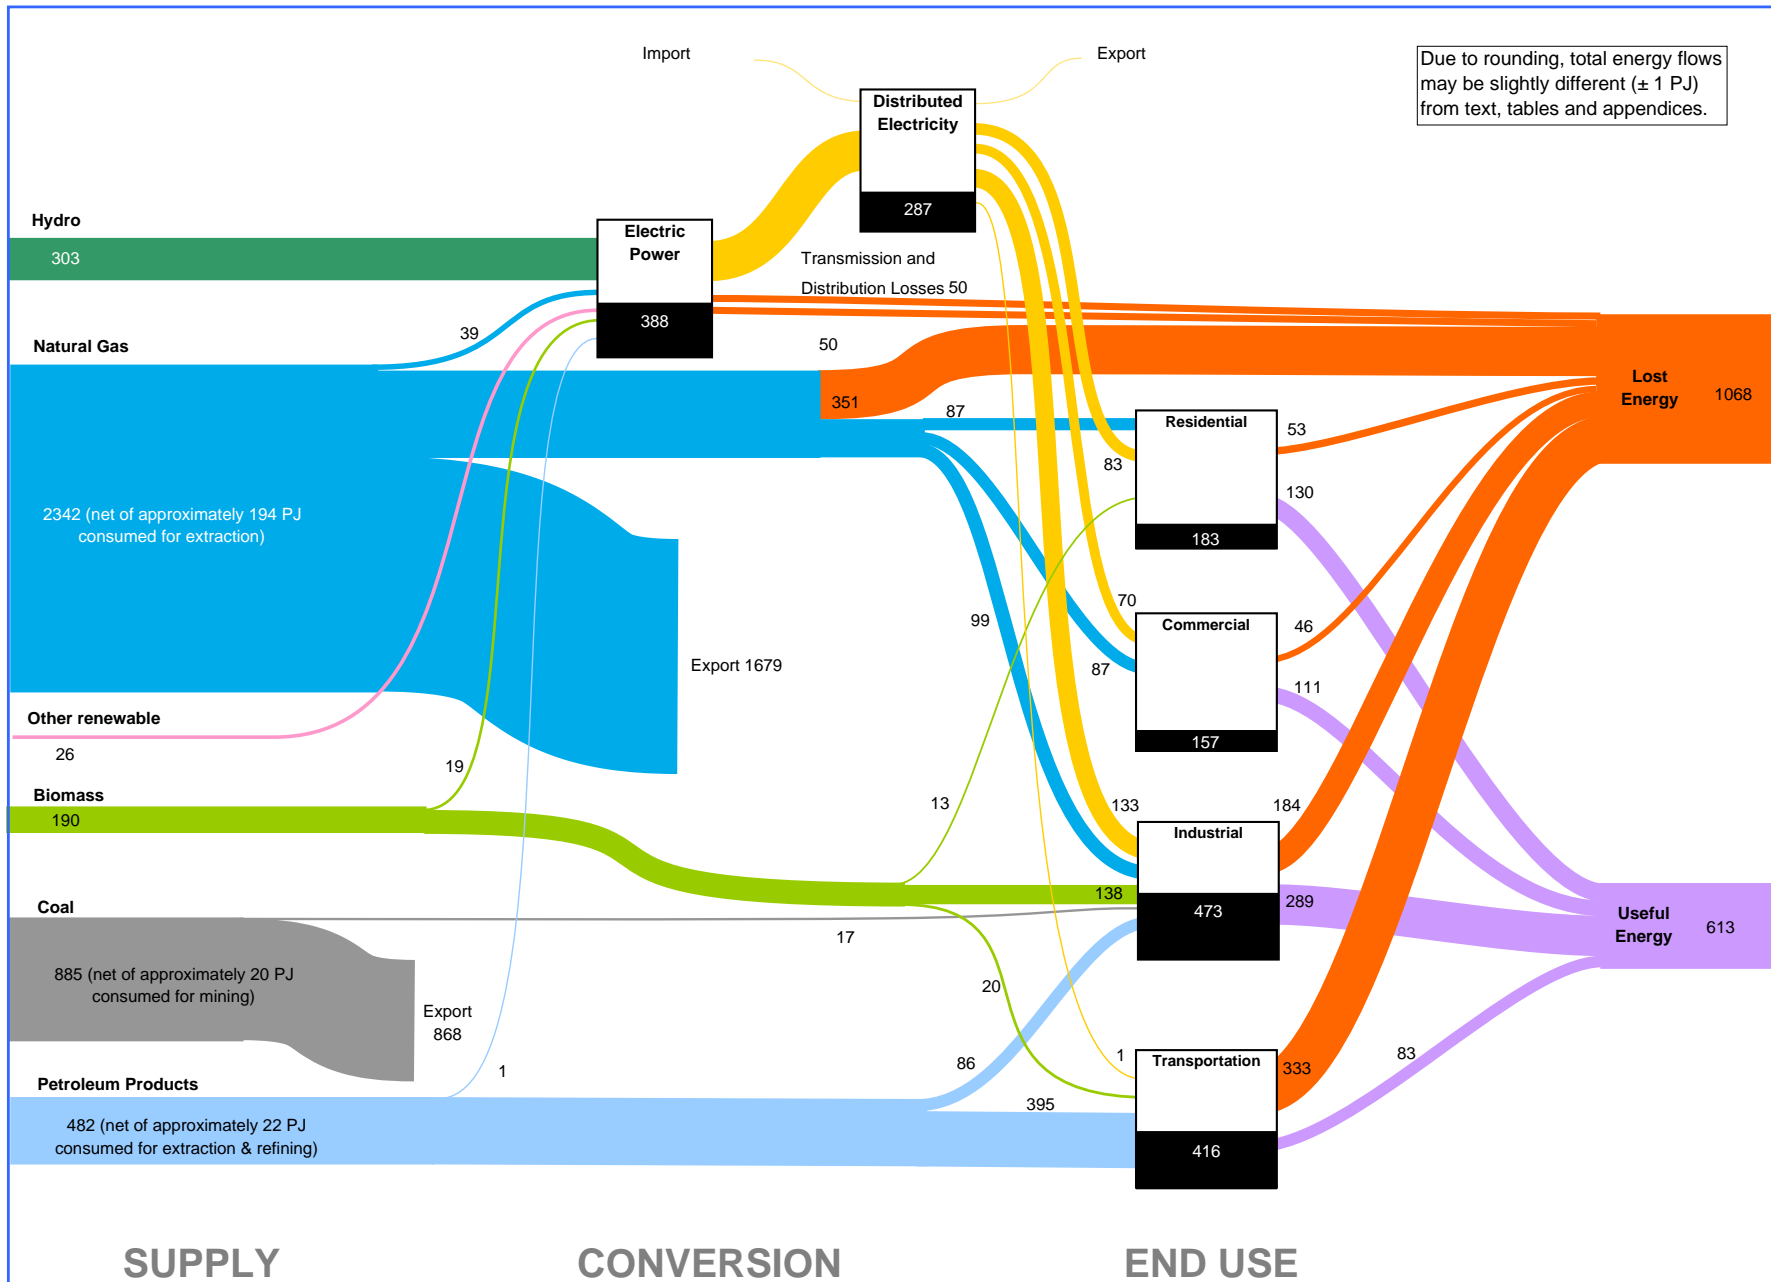 Import
Export
Due to rounding, total energy flows
may be slightly different (± 1 PJ)
from text, tables and appendices.
Distributed
Electricity
287
Hydro
303
Electric
Power
388
Transmission and
Distribution Losses 50
39
50
Natural Gas
351
87
Residential
83
53
130
183
Lost
Energy
1068
2342 (net of approximately 194 PJ
consumed for extraction)
Export 1679
99
70
Commercial
87
46
111
157
Other renewable
26
19
Biomass
190
13
133
Industrial
184
138
473
289
Useful
Energy
613
Coal
17
885 (net of approximately 20 PJ
consumed for mining)
Export
868
20
Petroleum Products
1
86
395
1
Transportation
333
83
416
482 (net of approximately 22 PJ
consumed for extraction & refining)
SUPPLY
CONVERSION
END USE